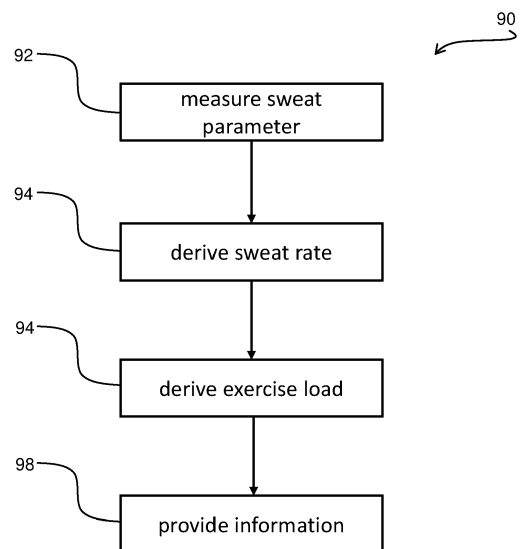 90
92
measure sweat
parameter
94
derive sweat rate
94
derive exercise load
98
provide information